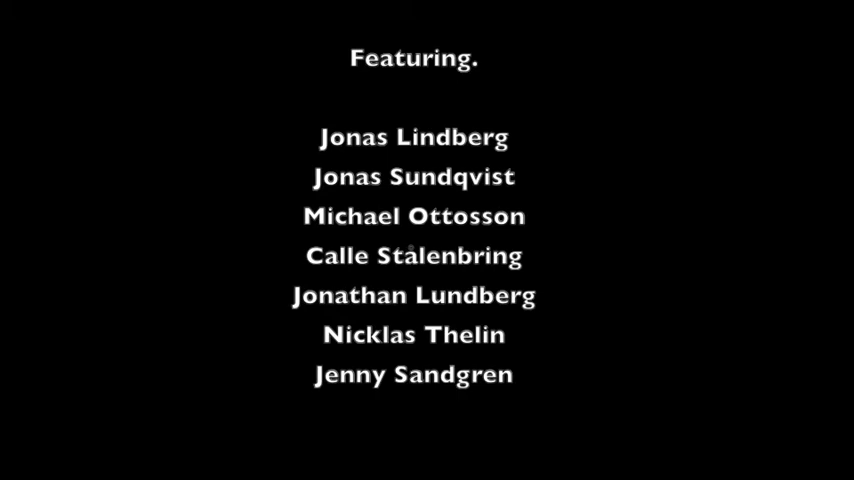 Featuring.
Jonas Lindberg
Jonas Sundqvist
Michael Ottosson
Calle Stålenbring
Jonathan Lundberg
Nicklas Thelin
Jenny Sandgren